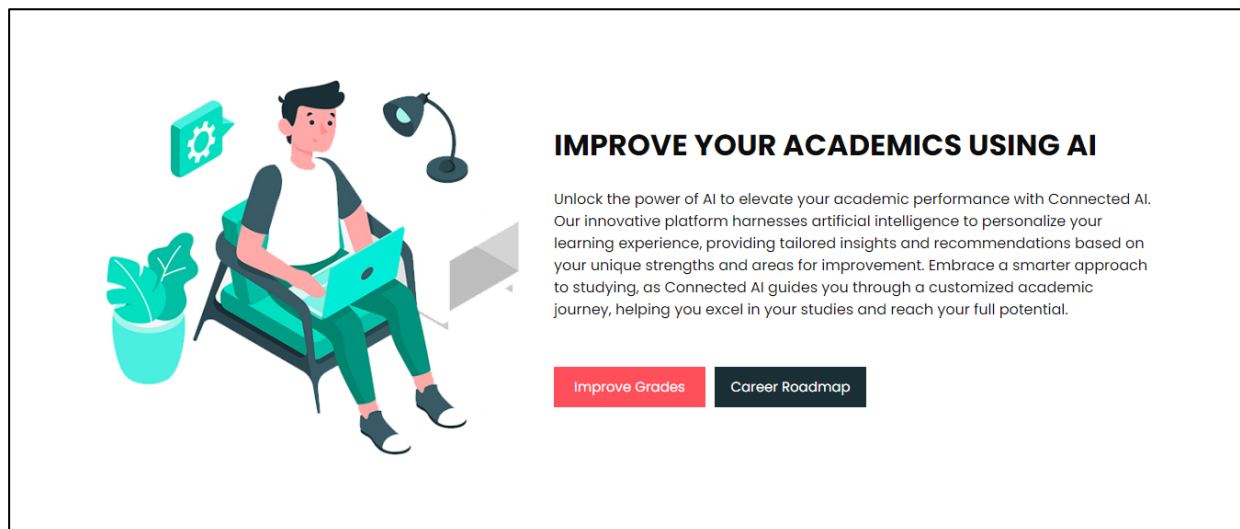 IMPROVE YOUR ACADEMICS USING AI
Unlock the power of AI to elevate your academic performance with Connected AI.
Our innovative platform harnesses artificial intelligence to personalize your
learning experience, providing tailored insights and recommendations based on
your unique strengths and areas for improvement. Embrace a smarter approach
to studying, as Connected AI guides you through a customized academic
journey, helping you excel in your studies and reach your full potential.
Improve Grades
Career Roadmap